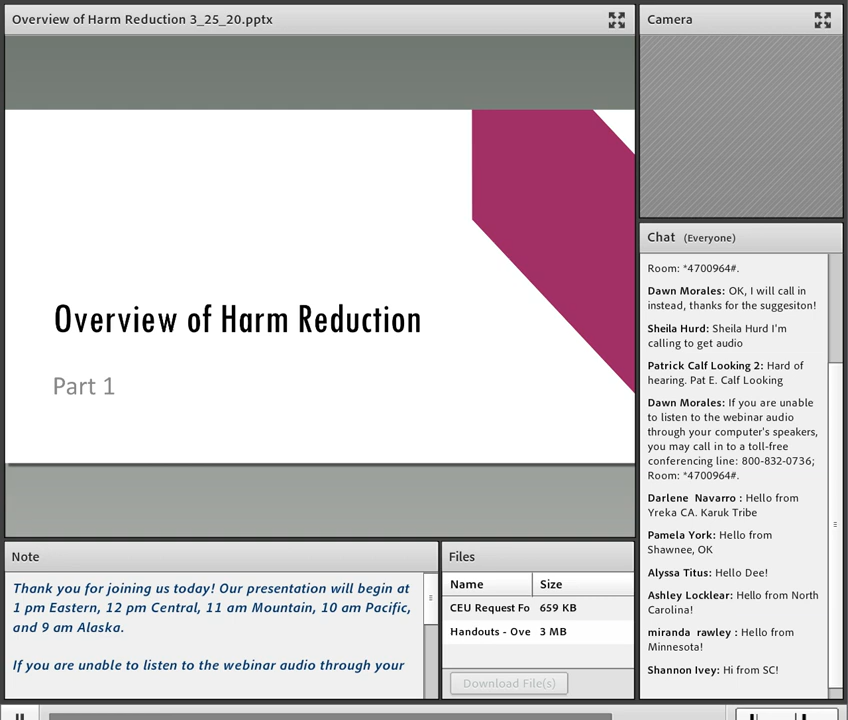 Overview of Harm Reduction 3_25_20.pptx
Overview of Harm Reduction
Part 1
Camera
Chat (Everyone)
Room: *4700964#.
Dawn Morales: OK, I will call in
instead, thanks for the suggesiton!
Sheila Hurd: Sheila Hurd I'm
calling to get audio
Patrick Calf Looking 2: Hard of
hearing. Pat E. Calf Looking
Dawn Morales: If you are unable
to listen to the webinar audio
through your computer's speakers,
you may call in to a toll-free
conferencing line: 800-832-0736;
Room: *4700964#.
Darlene Navarro : Hello from
Yreka CA. Karuk Tribe
Pamela York: Hello from
Shawnee, OK
Alyssa Titus: Hello Dee!
Ashley Locklear: Hello from North
Carolina!
miranda rawley : Hello from
Minnesota!
Shannon Ivey: Hi from SC!
Note
Thank you for joining us today! Our presentation will begin at
1 pm Eastern, 12 pm Central, 11 am Mountain, 10 am Pacific,
and 9 am Alaska.
If you are unable to listen to the webinar audio through your
Files
Name Size
CEU Request Fo 659 KB
Handouts - Ove 3 MB
Download File(s)